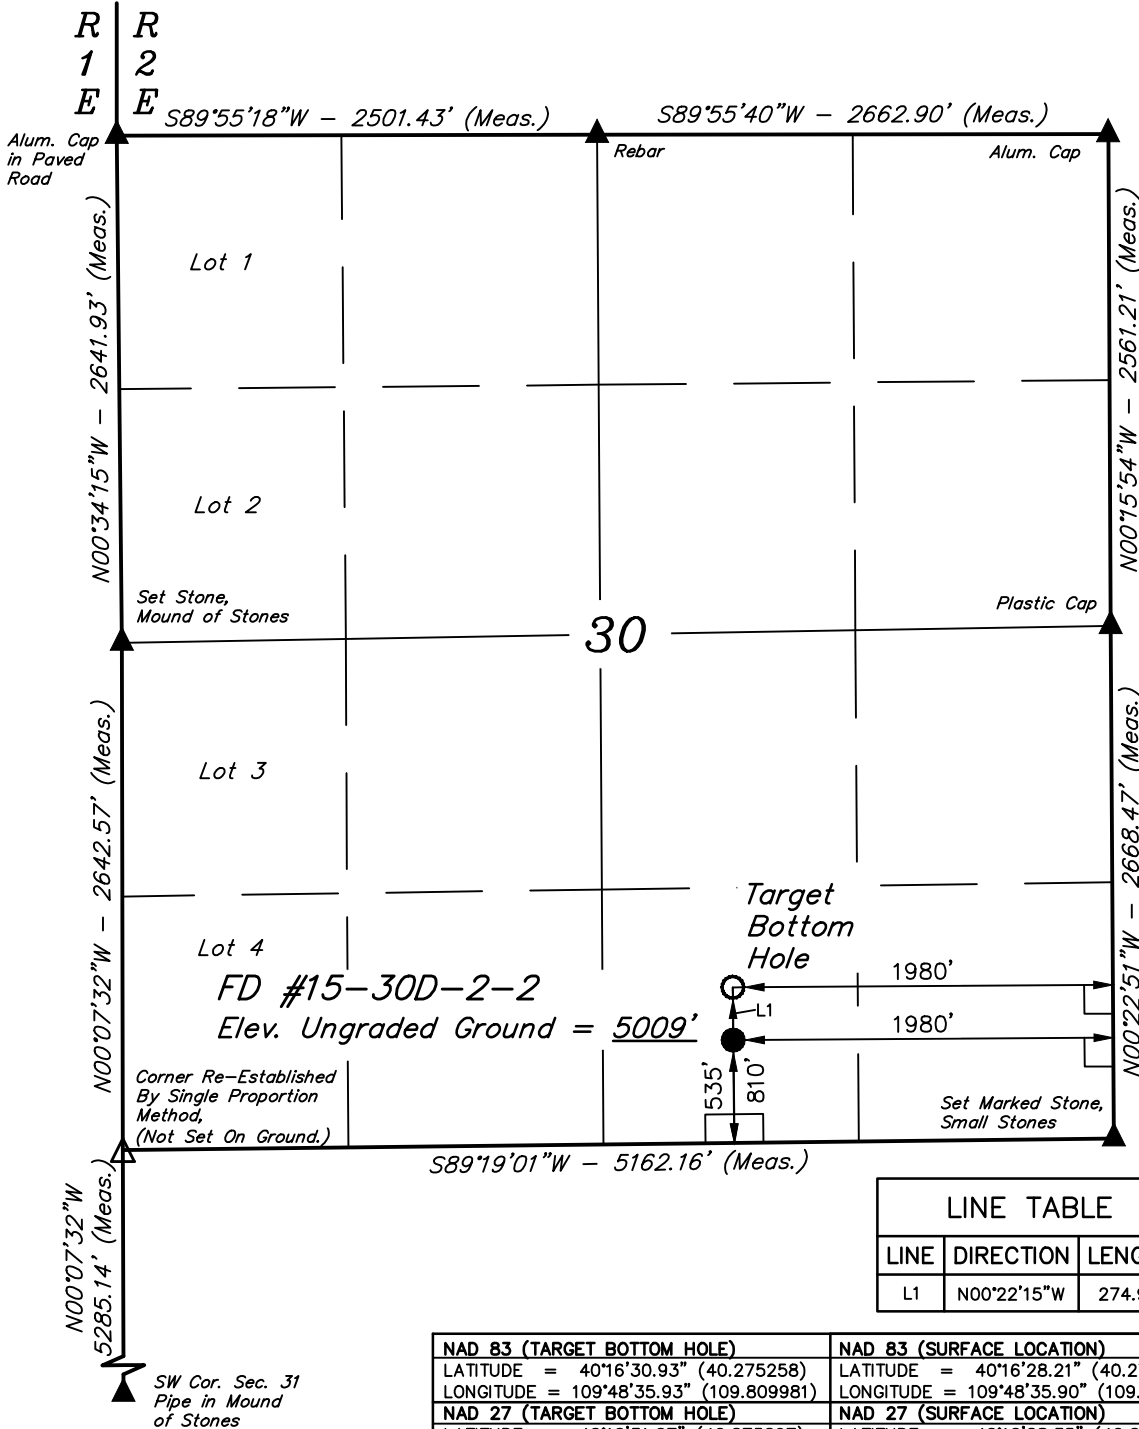 R R
1 2
E E
S89°55'18"W - 2501.43' (Meas.)
S89°55'40"W - 2662.90' (Meas.)
Alum. Cap
in Paved
Road
Rebar
Alum. Cap
N00°34'15"W - 2641.93' (Meas.)
N00°15'54"W - 2561.21' (Meas.)
Lot 1
Lot 2
Set Stone,
Mound of Stones
Plastic Cap
30
N00°07'32"W - 2642.57' (Meas.)
N00°22'51"W - 2668.47' (Meas.)
Lot 3
Target
Bottom
Hole
Lot 4
1980'
FD #15-30D-2-2
L1
Elev. Ungraded Ground = 5009'
1980'
535'
810'
Corner Re-Established
By Single Proportion
Method,
(Not Set On Ground.)
Set Marked Stone,
Small Stones
S89°19'01"W - 5162.16' (Meas.)
N00°07'32"W
5285.14' (Meas.)
SW Cor. Sec. 31
Pipe in Mound
of Stones
LINE TABLE
LINE DIRECTION LENG
L1 N00°22'15"W 274.9
NAD 83 (TARGET BOTTOM HOLE)
LATITUDE = 40°16'30.93" (40.275258)
LONGITUDE = 109°48'35.93" (109.809981)
NAD 27 (TARGET BOTTOM HOLE)
NAD 83 (SURFACE LOCATION)
LATITUDE = 40°16'28.21" (40.2
LONGITUDE = 109°48'35.90" (109.
NAD 27 (SURFACE LOCATION)